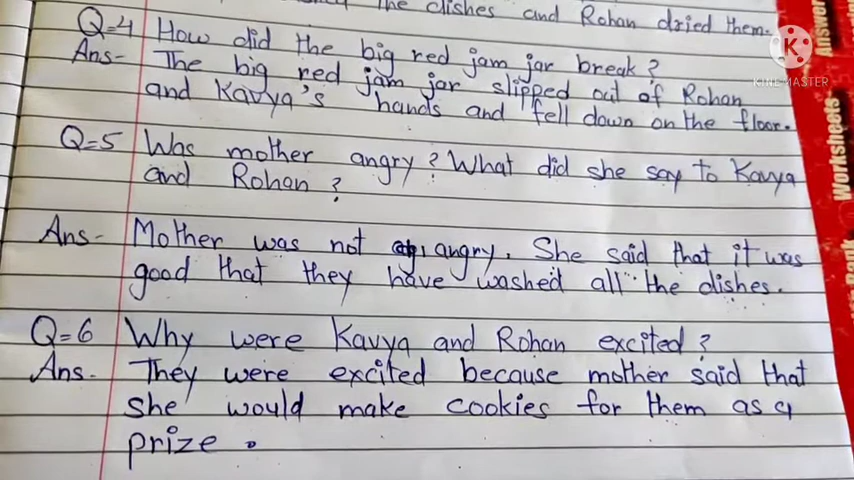 the dishes and Rohan dried them.
Q=4 How did the big red jam jar break?
Ans- The big red jam jar slipped out of Rohan
and Kavya's hands and fell down on the floor.
Q=5 Was mother angry? What did she say to Kavya
and Rohan?
Ans- Mother was not angry. She said that it was
good that they have washed all the dishes.
Q=6 Why were Kavya and Rohan excited?
Ans- They were excited because mother said that
she would make cookies for them as a
prize.
KINEMASTER
Answer
Worksheets
Bank